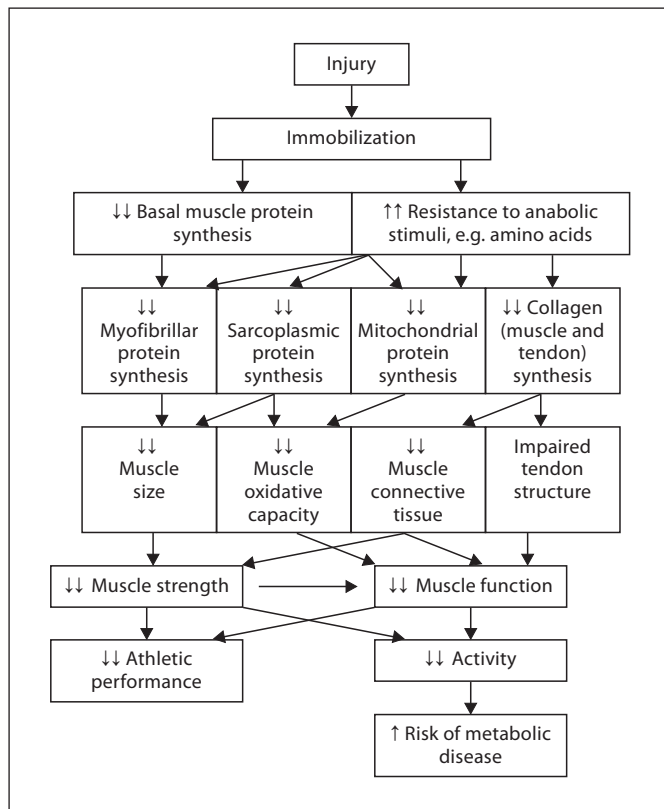 Injury
Immobilization
↓↓ Basal muscle protein
synthesis
↑↑ Resistance to anabolic
stimuli, e.g. amino acids
↓↓
Myofibrillar
protein
synthesis
↓↓
Sarcoplasmic
protein
synthesis
↓↓
Mitochondrial
protein
synthesis
↓↓ Collagen
(muscle and
tendon)
synthesis
↓↓
Muscle
size
↓↓
Muscle
oxidative
capacity
↓↓
Muscle
connective
tissue
Impaired
tendon
structure
↓↓ Muscle strength
↓↓ Muscle function
↓↓ Athletic
performance
↓↓ Activity
↑ Risk of metabolic
disease